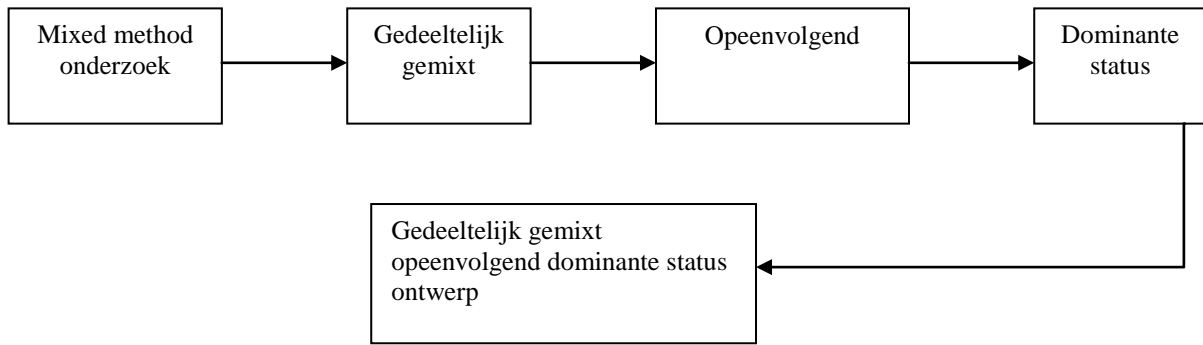 Mixed method
onderzoek
Gedeeltelijk
gemixt
Opeenvolgend
Dominante
status
Gedeeltelijk gemixt
opeenvolgend dominante status
ontwerp